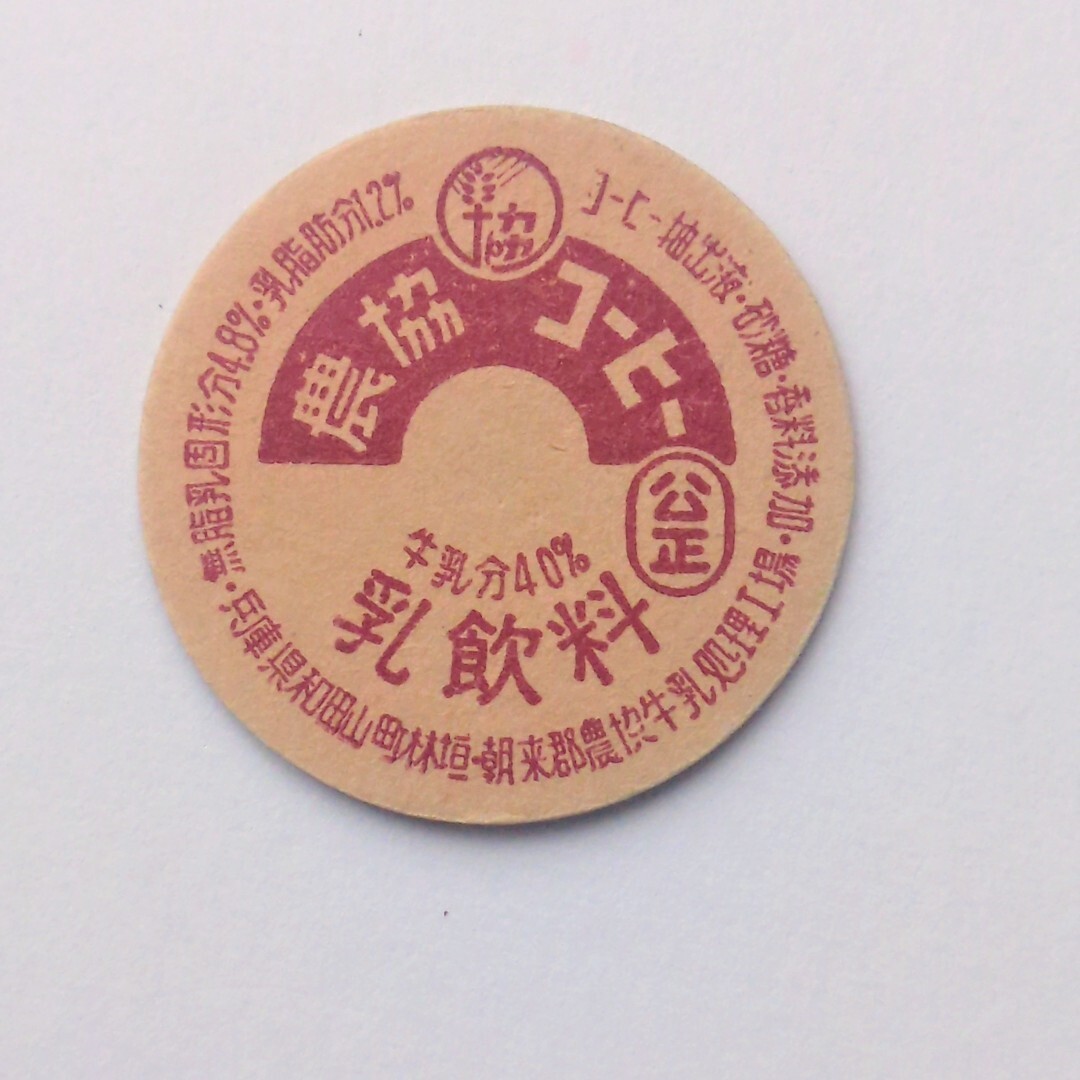 協
農協コーヒー
公正
牛乳分40%
乳飲料
コーヒー抽出液・砂糖・香料添加・
無脂乳固形分4.8%・乳脂肪分1.2%
兵庫県和田山町林垣・朝来郡農協牛乳処理工場